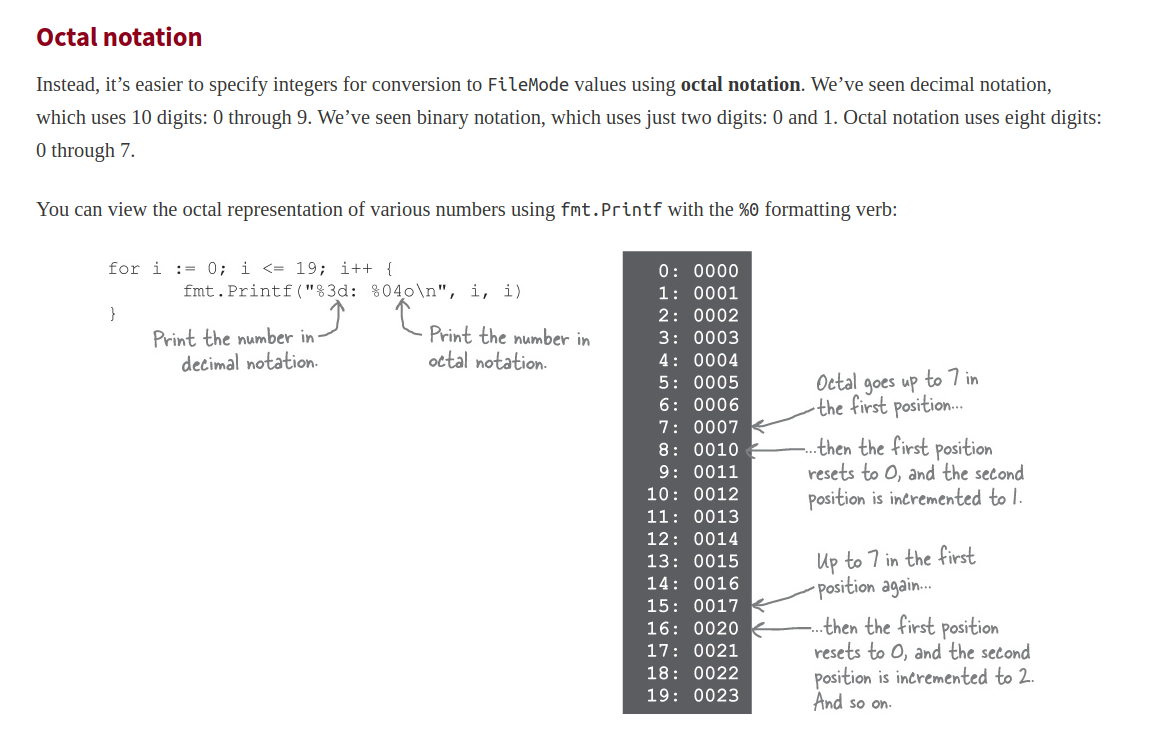 Octal notation
Instead, it’s easier to specify integers for conversion to FileMode values using octal notation. We’ve seen decimal notation,
which uses 10 digits: 0 through 9. We’ve seen binary notation, which uses just two digits: 0 and 1. Octal notation uses eight digits:
0 through 7.
You can view the octal representation of various numbers using fmt.Printf with the %0 formatting verb:
for i := 0; i <= 19; i++ {
fmt.Printf("%3d: %04o\n", i, i)
}
Print the number in
decimal notation.
Print the number in
octal notation.
0: 0000
1: 0001
2: 0002
3: 0003
4: 0004
5: 0005
6: 0006
7: 0007
8: 0010
9: 0011
10: 0012
11: 0013
12: 0014
13: 0015
14: 0016
15: 0017
16: 0020
17: 0021
18: 0022
19: 0023
Octal goes up to 7 in
the first position...
...then the first position
resets to 0, and the second
position is incremented to 1.
Up to 7 in the first
position again...
...then the first position
resets to 0, and the second
position is incremented to 2.
And so on.